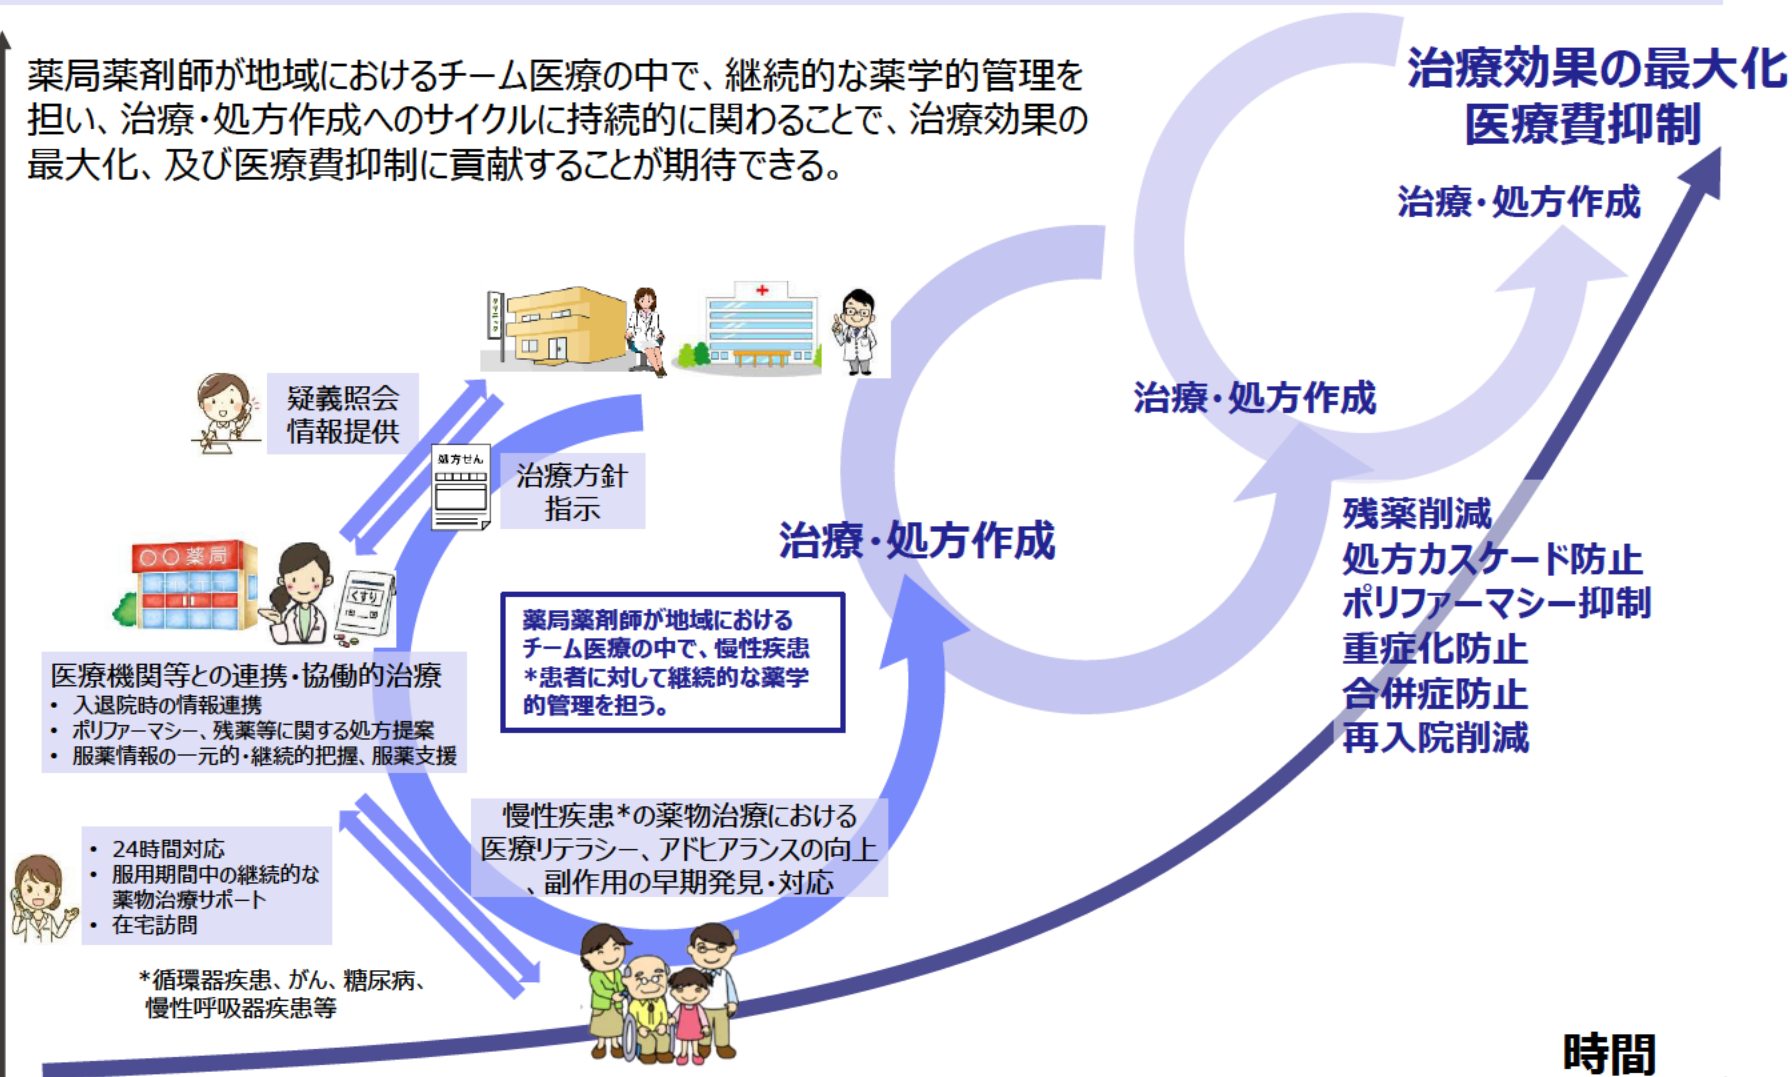 薬局薬剤師が地域におけるチーム医療の中で、継続的な薬学的管理を
担い、治療・処方作成へのサイクルに持続的に関わることで、治療効果の
最大化、及び医療費抑制に貢献することが期待できる。
治療効果の最大化
医療費抑制
治療・処方作成
クリニック
疑義照会
情報提供
処方せん
治療方針
指示
治療・処方作成
治療・処方作成
〇〇薬局
くすり
医療機関等との連携・協働的治療
• 入退院時の情報連携
• ポリファーマシー、残薬等に関する処方提案
• 服薬情報の一元的・継続的把握、服薬支援
薬局薬剤師が地域における
チーム医療の中で、慢性疾患
*患者に対して継続的な薬学
的管理を担う。
残薬削減
処方カスケード防止
ポリファーマシー抑制
重症化防止
合併症防止
再入院削減
慢性疾患*の薬物治療における
医療リテラシー、アドヒアランスの向上
、副作用の早期発見・対応
• 24時間対応
• 服用期間中の継続的な
薬物治療サポート
• 在宅訪問
*循環器疾患、がん、糖尿病、
慢性呼吸器疾患等
時間